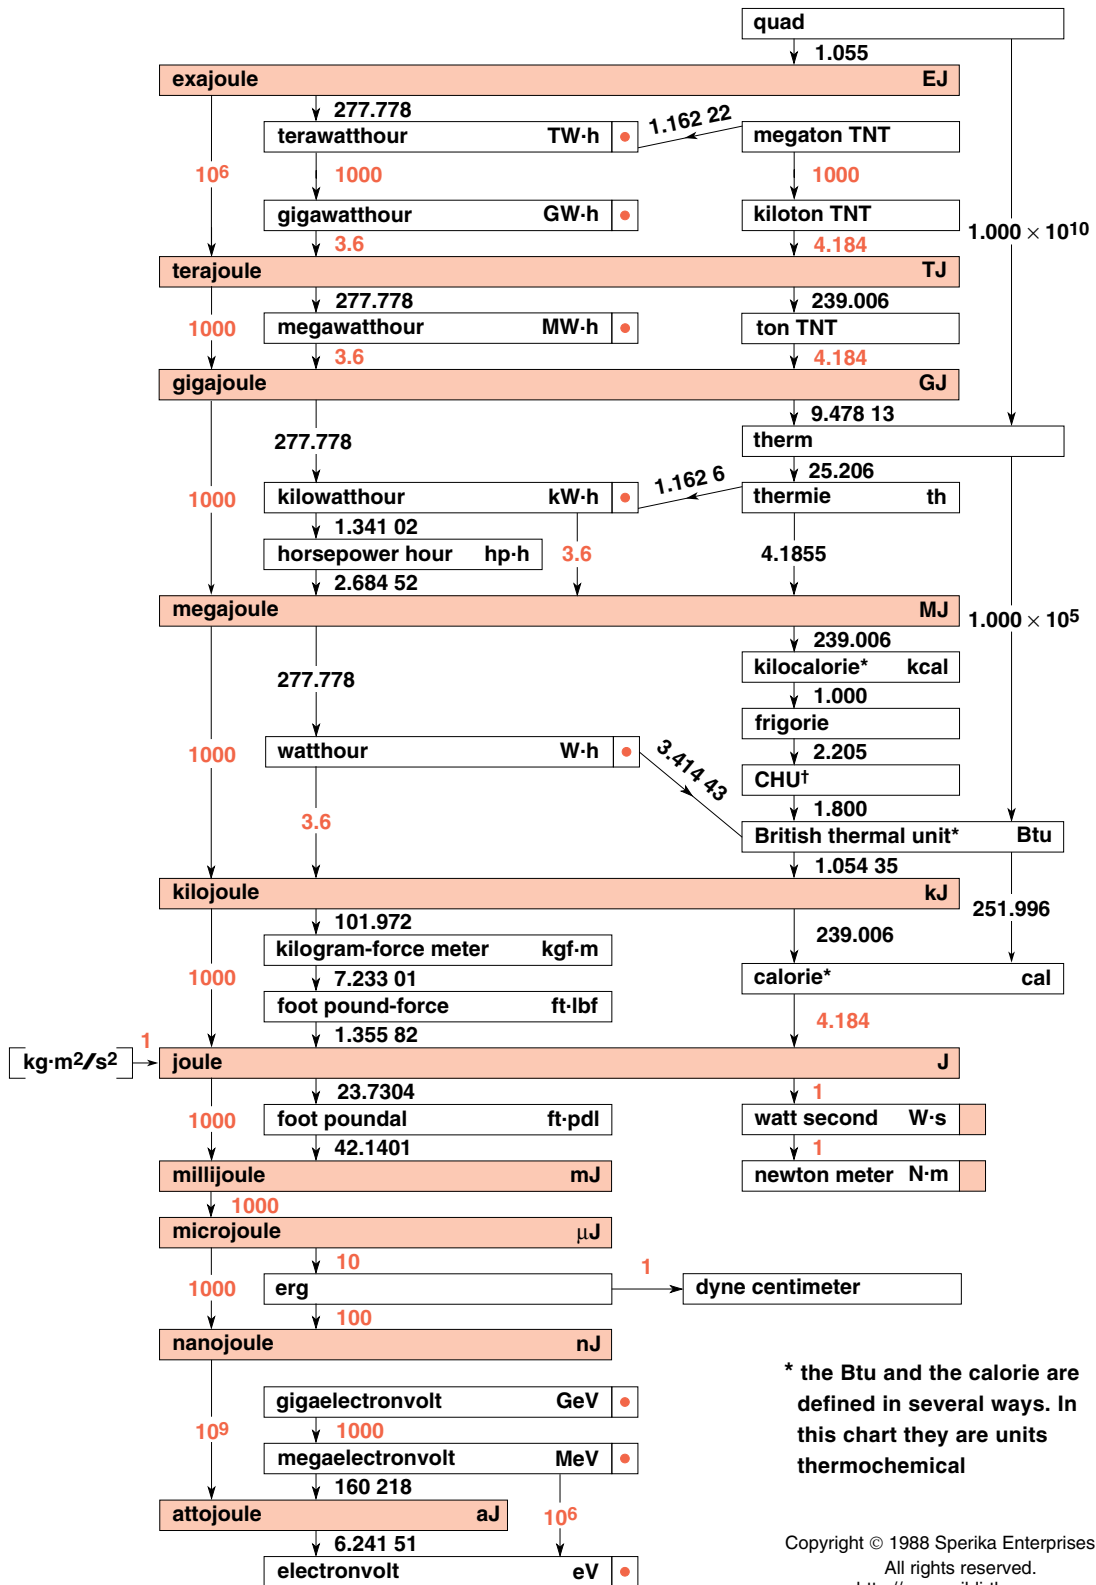 quad
1.055
exajoule EJ
277.778
terawatthour TW·h
1.162 22
megaton TNT
10⁶
1000
1000
gigawatthour GW·h
kiloton TNT
1.000 × 10¹⁰
3.6
4.184
terajoule TJ
277.778
239.006
1000
megawatthour MW·h
ton TNT
3.6
4.184
gigajoule GJ
9.478 13
277.778
therm
25.206
1.162 6
1000
kilowatthour kW·h
thermie th
1.341 02
horsepower hour hp·h
3.6
4.1855
2.684 52
megajoule MJ
1.000 × 10⁵
239.006
kilocalorie* kcal
277.778
1.000
frigorie
1000
watthour W·h
2.205
3.414 43
CHU†
1.800
3.6
British thermal unit* Btu
1.054 35
kilojoule kJ
251.996
101.972
239.006
kilogram-force meter kgf·m
1000
7.233 01
calorie* cal
foot pound-force ft·lbf
4.184
1.355 82
1
kg·m²/s²
joule J
23.7304
1
1000
foot poundal ft·pdl
watt second W·s
42.1401
1
millijoule mJ
newton meter N·m
1000
microjoule μJ
10
1
1000
erg
dyne centimeter
100
nanojoule nJ
* the Btu and the calorie are
defined in several ways. In
this chart they are units
thermochemical
gigaelectronvolt GeV
10⁹
1000
megaelectronvolt MeV
160 218
attojoule aJ
10⁶
6.241 51
electronvolt eV
Copyright © 1988 Sperika Enterprises
All rights reserved.